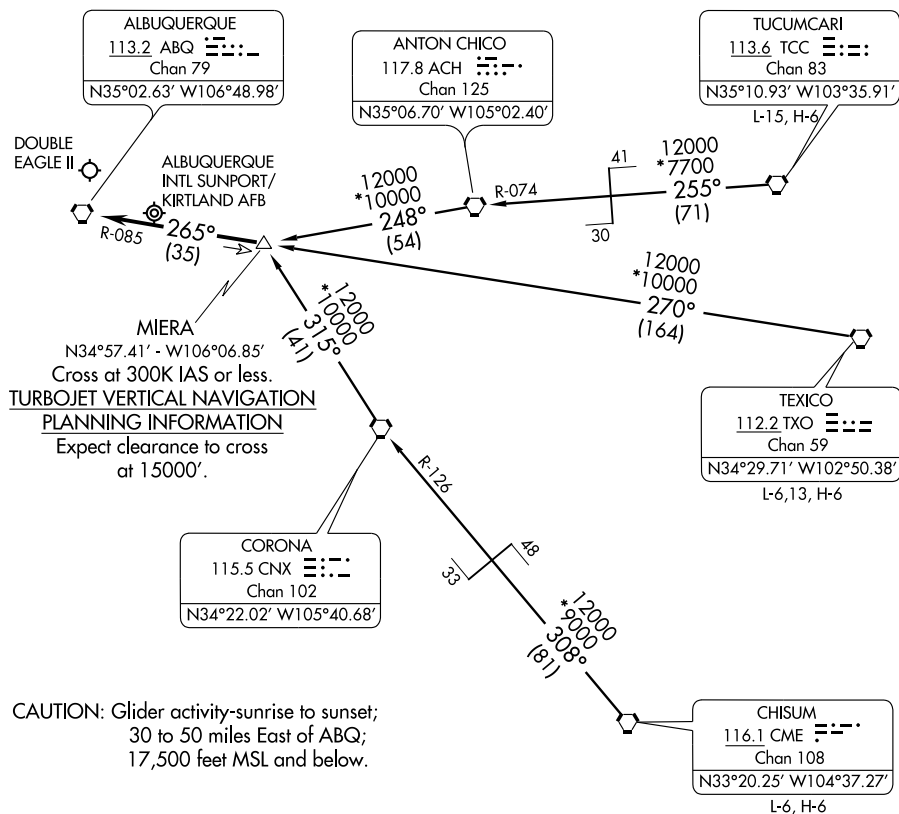 ALBUQUERQUE
113.2 ABQ
Chan 79
N35°02.63' W106°48.98'
ANTON CHICO
117.8 ACH
Chan 125
N35°06.70' W105°02.40'
TUCUMCARI
113.6 TCC
Chan 83
N35°10.93' W103°35.91'
L-15, H-6
DOUBLE
EAGLE II
ALBUQUERQUE
INTL SUNPORT/
KIRTLAND AFB
R-085
265°
(35)
12000
*10000
248°
(54)
R-074
41
30
12000
*7700
255°
(71)
12000
*10000
270°
(164)
12000
*10000
315°
(41)
MIERA
N34°57.41' - W106°06.85'
Cross at 300K IAS or less.
TURBOJET VERTICAL NAVIGATION
PLANNING INFORMATION
Expect clearance to cross
at 15000'.
TEXICO
112.2 TXO
Chan 59
N34°29.71' W102°50.38'
L-6,13, H-6
R-126
CORONA
115.5 CNX
Chan 102
N34°22.02' W105°40.68'
48
33
12000
*9000
308°
(81)
CAUTION: Glider activity-sunrise to sunset;
30 to 50 miles East of ABQ;
17,500 feet MSL and below.
CHISUM
116.1 CME
Chan 108
N33°20.25' W104°37.27'
L-6, H-6